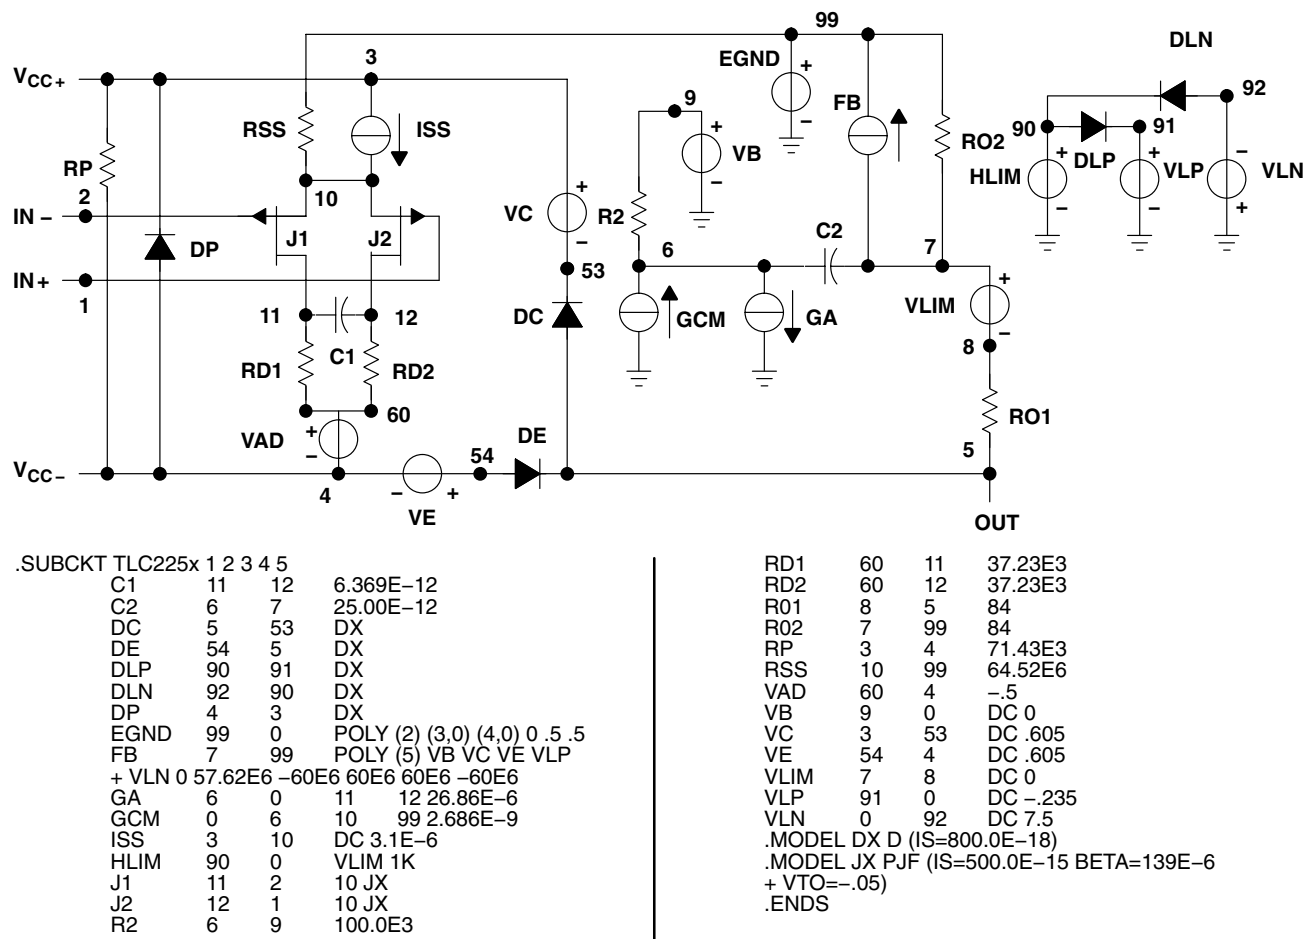 99
DLN
3
VCC+
EGND
+
92
9
FB
RSS
ISS
+
90
91
RP
VB
RO2
DLP
HLIM
VLP
VLN
10
2
IN −
VC
+
R2
C2
J1
J2
DP
6
7
IN+
53
1
VLIM
+
11
12
DC
GCM
GA
8
C1
RD1
RD2
60
RO1
VAD
+
−
DE
54
5
VCC−
4
−
+
VE
OUT
.SUBCKT TLC225x 1 2 3 4 5
C1 11 12 6.369E−12
C2 6 7 25.00E−12
DC 5 53 DX
DE 54 5 DX
DLP 90 91 DX
DLN 92 90 DX
DP 4 3 DX
EGND 99 0 POLY (2) (3,0) (4,0) 0 .5 .5
FB 7 99 POLY (5) VB VC VE VLP
+ VLN 0 57.62E6 −60E6 60E6 60E6 −60E6
GA 6 0 11 12 26.86E−6
GCM 0 6 10 99 2.686E−9
ISS 3 10 DC 3.1E−6
HLIM 90 0 VLIM 1K
J1 11 2 10 JX
J2 12 1 10 JX
R2 6 9 100.0E3
RD1 60 11 37.23E3
RD2 60 12 37.23E3
R01 8 5 84
R02 7 99 84
RP 3 4 71.43E3
RSS 10 99 64.52E6
VAD 60 4 −.5
VB 9 0 DC 0
VC 3 53 DC .605
VE 54 4 DC .605
VLIM 7 8 DC 0
VLP 91 0 DC −.235
VLN 0 92 DC 7.5
.MODEL DX D (IS=800.0E−18)
.MODEL JX PJF (IS=500.0E−15 BETA=139E−6
+ VTO=−.05)
.ENDS